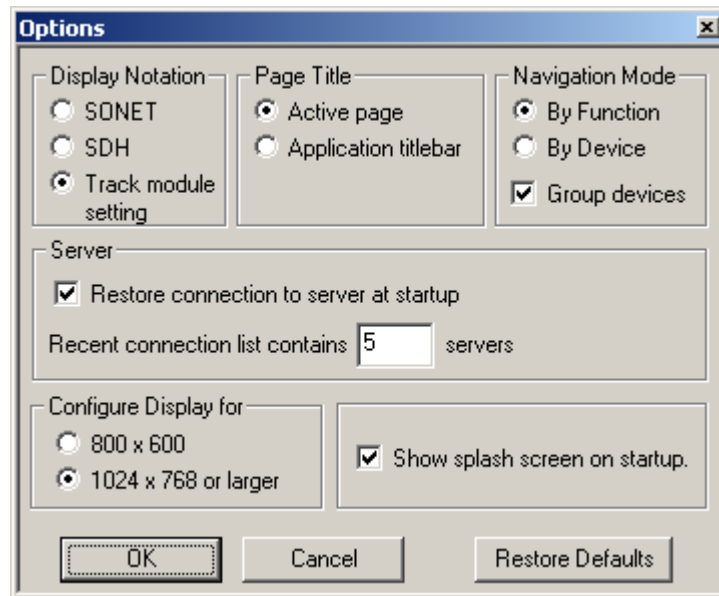 Options
Display Notation
SONET
SDH
Track module
setting
Page Title
Active page
Application titlebar
Navigation Mode
By Function
By Device
Group devices
Server
Restore connection to server at startup
Recent connection list contains 5 servers
Configure Display for
800 x 600
1024 x 768 or larger
Show splash screen on startup.
OK
Cancel
Restore Defaults